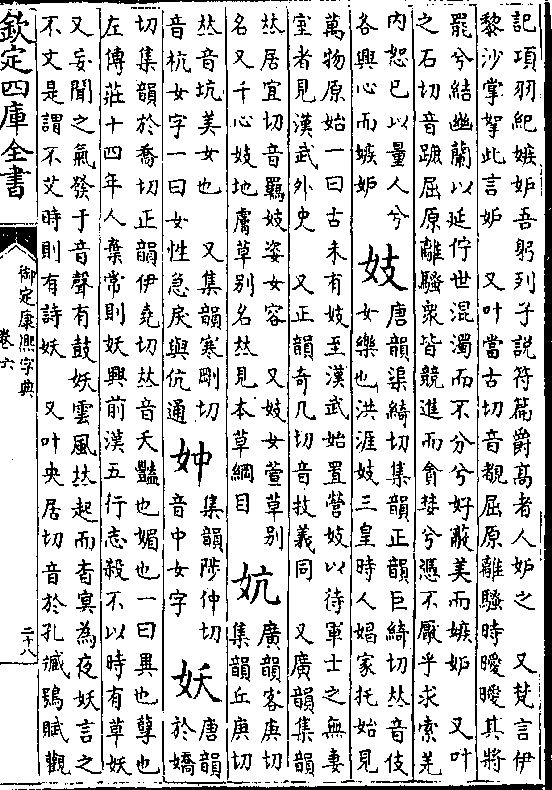 記項羽紀嫉妒吾躬列子說符篇爵高者人妒之　又梵言伊
黎沙掌拏此言妒　又叶當古切音覩屈原離騷時曖曖其將
罷兮結幽蘭以延佇世混濁而不分兮好蔽美而嫉妒　又叶
之石切音蹠屈原離騷衆皆競進而貪婪兮憑不厭乎求索羌
內恕已以量人兮
各興心而嫉妒
妓
唐韻渠綺切集韻正韻巨綺切𠀤音伎
女樂也洪涯妓三皇時人娼家托始見
萬物原始一曰古未有妓至漢武始置營妓以待軍士之無妻
室者見漢武外史　又正韻奇几切音技義同　又廣韻集韻
𠀤居宜切音羈妓姿女容　又妓女萱草別
名又千心妓地膚草別名𠀤見本草綱目
妔
廣韻客庚切
集韻丘庚切
𠀤音坑美女也　又集韻寒剛切
音杭女字一曰女性急戾與伉通
妕
集韻陟仲切
音中女字
妖
唐韻
於嬌
切集韻於喬切正韻伊堯切𠀤音夭豔也媚也一曰異也孽也
左傳莊十四年人棄常則妖興前漢五行志殺不以時有草妖
又妄聞之氣發于音聲有鼓妖雲風𠀤起而杳冥為夜妖言之
不文是謂不艾時則有詩妖　又叶央居切音於孔臧鴞賦觀
欽定四庫全書
御定康熙字典
卷六
二十八